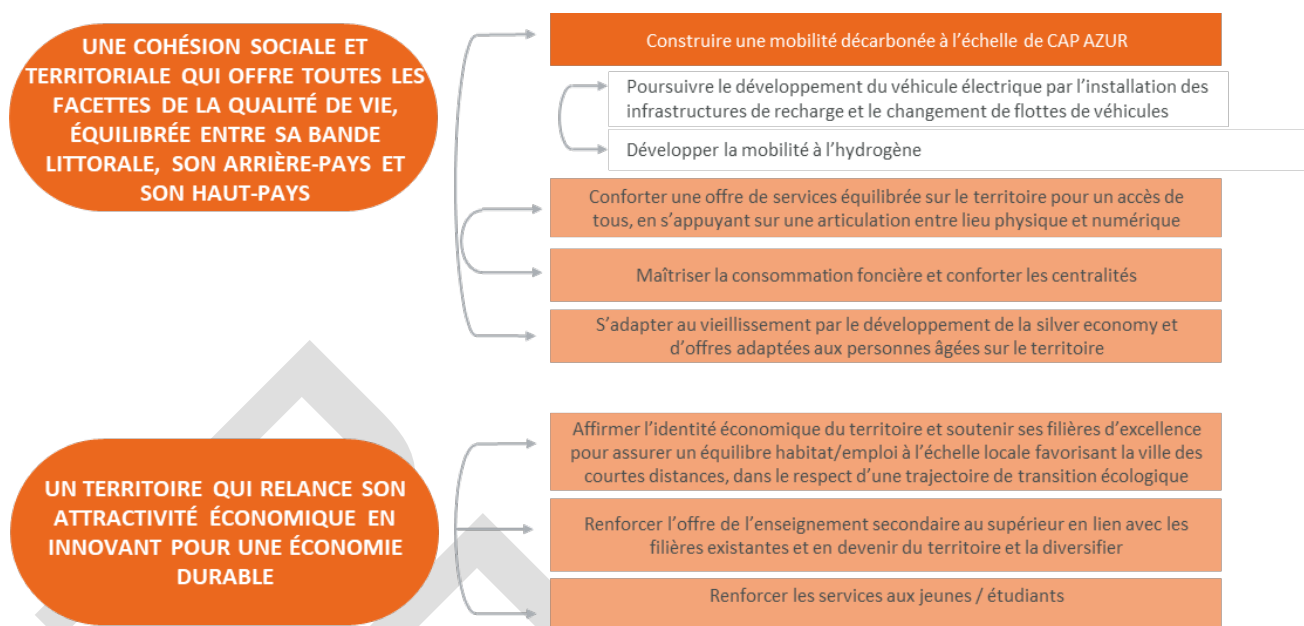 UNE COHÉSION SOCIALE ET
TERRITORIALE QUI OFFRE TOUTES LES
FACETTES DE LA QUALITÉ DE VIE,
ÉQUILIBRÉE ENTRE SA BANDE
LITTORALE, SON ARRIÈRE-PAYS ET
SON HAUT-PAYS
Construire une mobilité décarbonée à l’échelle de CAP AZUR
Poursuivre le développement du véhicule électrique par l’installation des
infrastructures de recharge et le changement de flottes de véhicules
Développer la mobilité à l’hydrogène
Conforter une offre de services équilibrée sur le territoire pour un accès de
tous, en s’appuyant sur une articulation entre lieu physique et numérique
Maîtriser la consommation foncière et conforter les centralités
S’adapter au vieillissement par le développement de la silver economy et
d’offres adaptées aux personnes âgées sur le territoire
UN TERRITOIRE QUI RELANCE SON
ATTRACTIVITÉ ÉCONOMIQUE EN
INNOVANT POUR UNE ÉCONOMIE
DURABLE
Affirmer l’identité économique du territoire et soutenir ses filières d’excellence
pour assurer un équilibre habitat/emploi à l’échelle locale favorisant la ville des
courtes distances, dans le respect d’une trajectoire de transition écologique
Renforcer l’offre de l’enseignement secondaire au supérieur en lien avec les
filières existantes et en devenir du territoire et la diversifier
Renforcer les services aux jeunes / étudiants